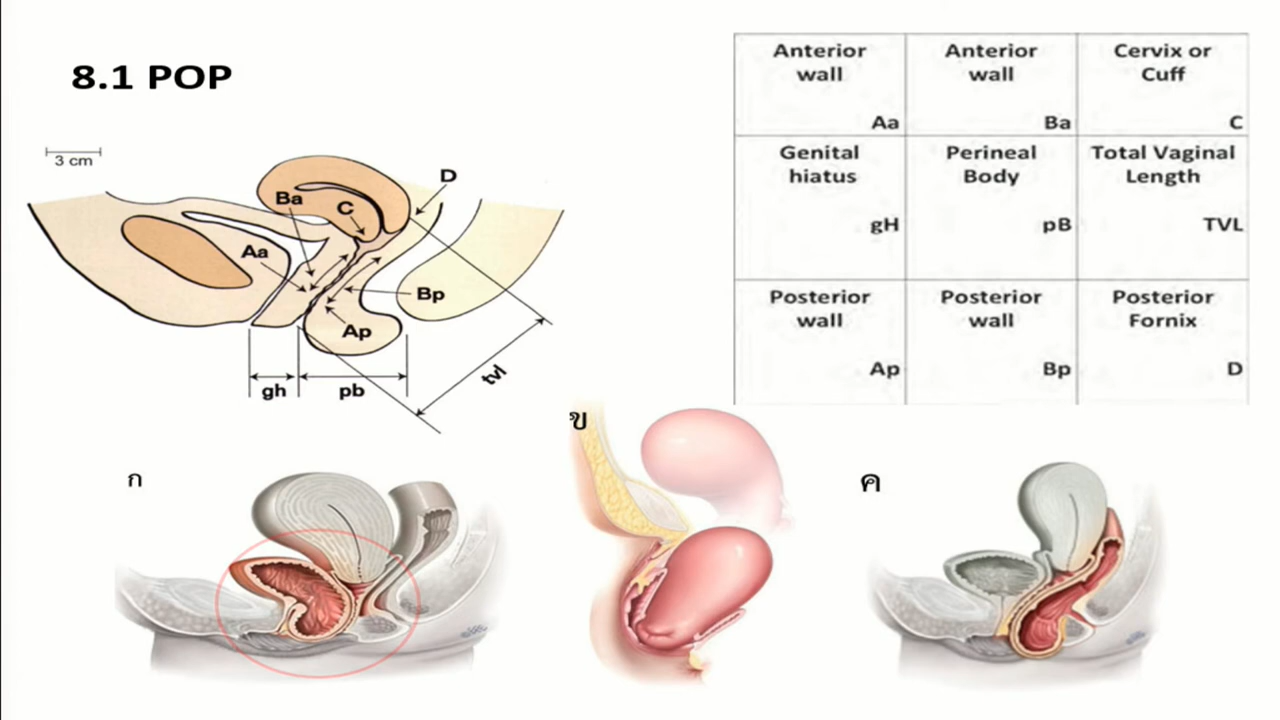 8.1 POP
3 cm
D
Ba
C
Aa
Bp
Ap
gh
pb
tvl
Anterior
wall
Aa
Anterior
wall
Ba
Cervix or
Cuff
C
Genital
hiatus
gH
Perineal
Body
pB
Total Vaginal
Length
TVL
Posterior
wall
Ap
Posterior
wall
Bp
Posterior
Fornix
D
ก
ข
ค